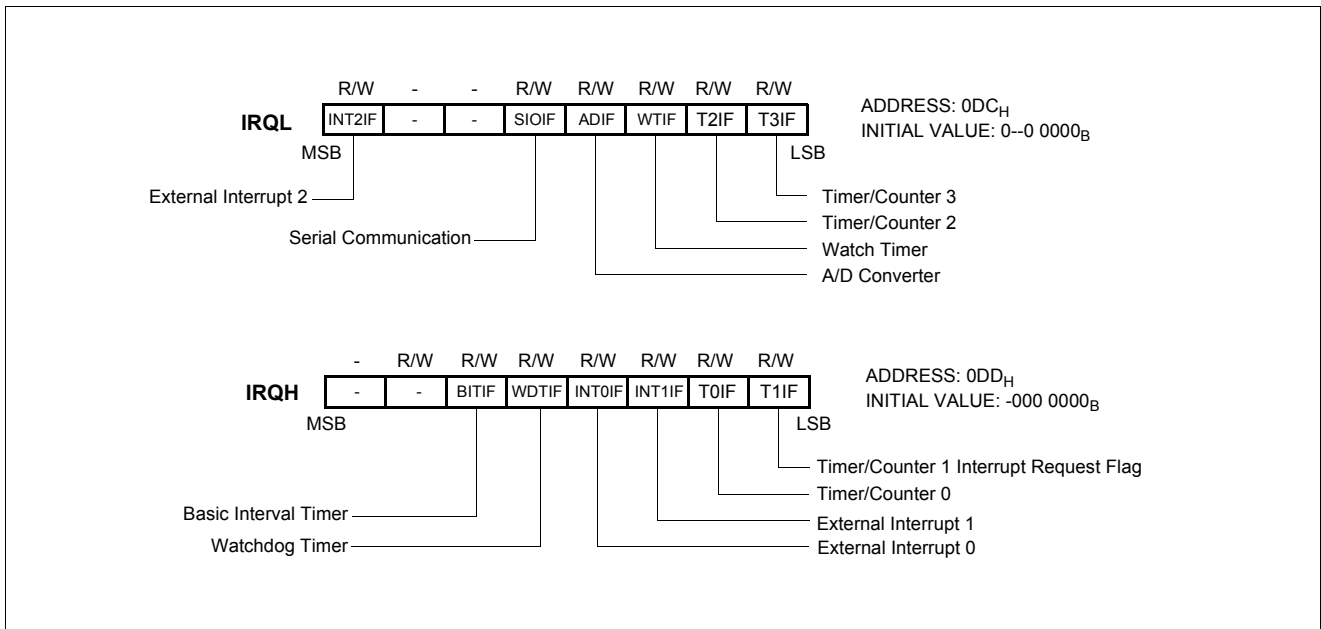 R/W - - R/W R/W R/W R/W R/W
IRQL INT2IF - - SIOIF ADIF WTIF T2IF T3IF
ADDRESS: 0DCH
INITIAL VALUE: 0--0 0000B
MSB LSB
External Interrupt 2
Serial Communication
Timer/Counter 3
Timer/Counter 2
Watch Timer
A/D Converter
- R/W R/W R/W R/W R/W R/W R/W
IRQH - - BITIF WDTIF INT0IF INT1IF T0IF T1IF
ADDRESS: 0DDH
INITIAL VALUE: -000 0000B
MSB LSB
Basic Interval Timer
Watchdog Timer
Timer/Counter 1 Interrupt Request Flag
Timer/Counter 0
External Interrupt 1
External Interrupt 0